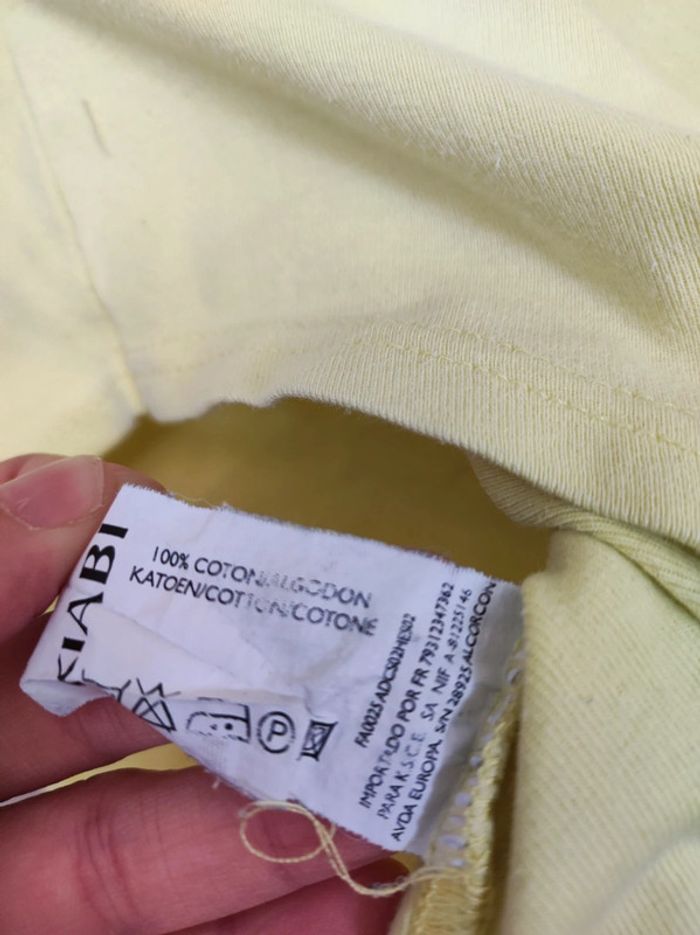 KIABI
100% COTON/ALGODON
KATOEN/COTTON/COTONE
P
FA0025 ADCS02HES02
IMPORTADO POR FR 79312347362
PARA K.S.C.E. SA NIF A-81225146
AVDA EUROPA. S/N 28925 ALCORCON